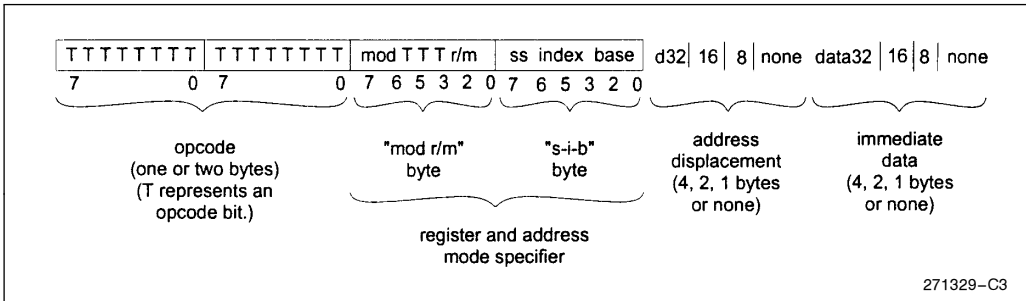 T T T T T T T T T T T T T T T T mod T T T r/m ss index base d32 | 16 | 8 | none data32 | 16 | 8 | none
7 0 7 0 7 6 5 3 2 0 7 6 5 3 2 0
opcode
(one or two bytes)
(T represents an
opcode bit.)
"mod r/m"
byte
"s-i-b"
byte
address
displacement
(4, 2, 1 bytes
or none)
immediate
data
(4, 2, 1 bytes
or none)
register and address
mode specifier
271329–C3